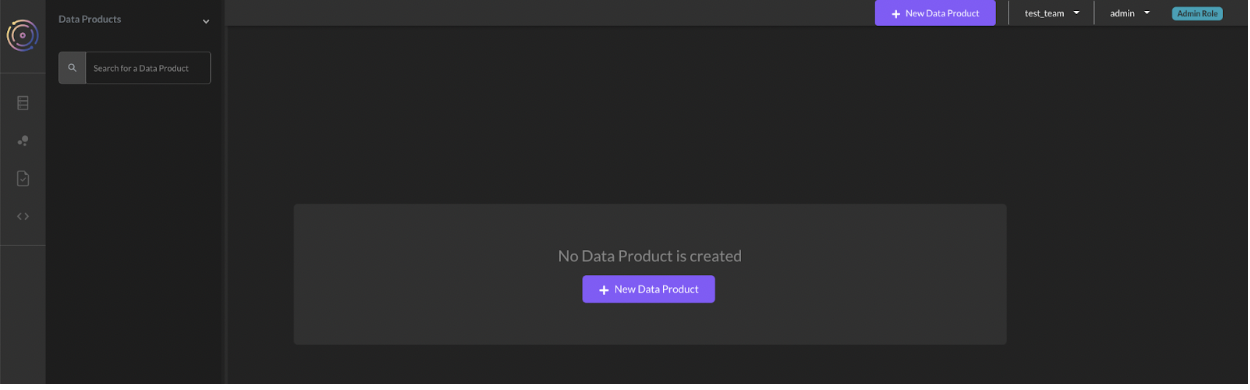 Data Products
New Data Product
test_team
admin
Admin Role
Search for a Data Product
No Data Product is created
New Data Product